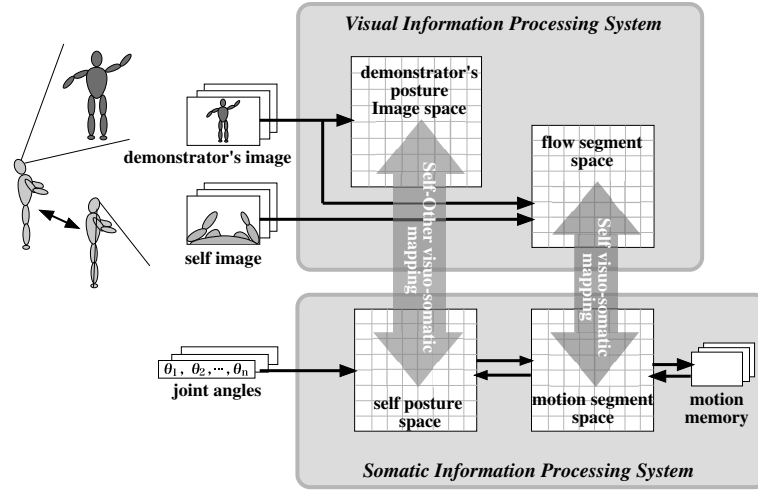 Visual Information Processing System
demonstrator's
posture
Image space
demonstrator's image
flow segment
space
self image
Self-Other visuo-somatic
mapping
Self visuo-somatic
mapping
θ1, θ2,···,θn
joint angles
self posture
space
motion segment
space
motion
memory
Somatic Information Processing System